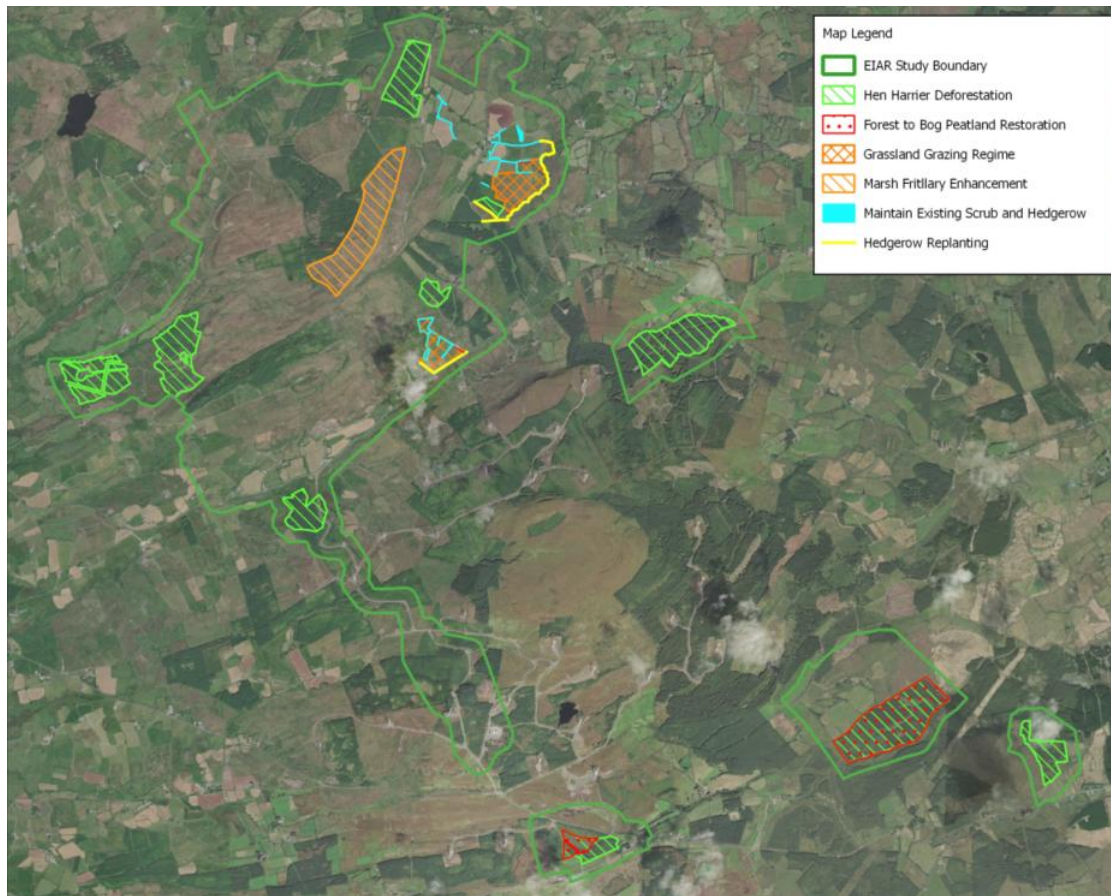 Map Legend
EIAR Study Boundary
Hen Harrier Deforestation
Forest to Bog Peatland Restoration
Grassland Grazing Regime
Marsh Fritllary Enhancement
Maintain Existing Scrub and Hedgerow
Hedgerow Replanting